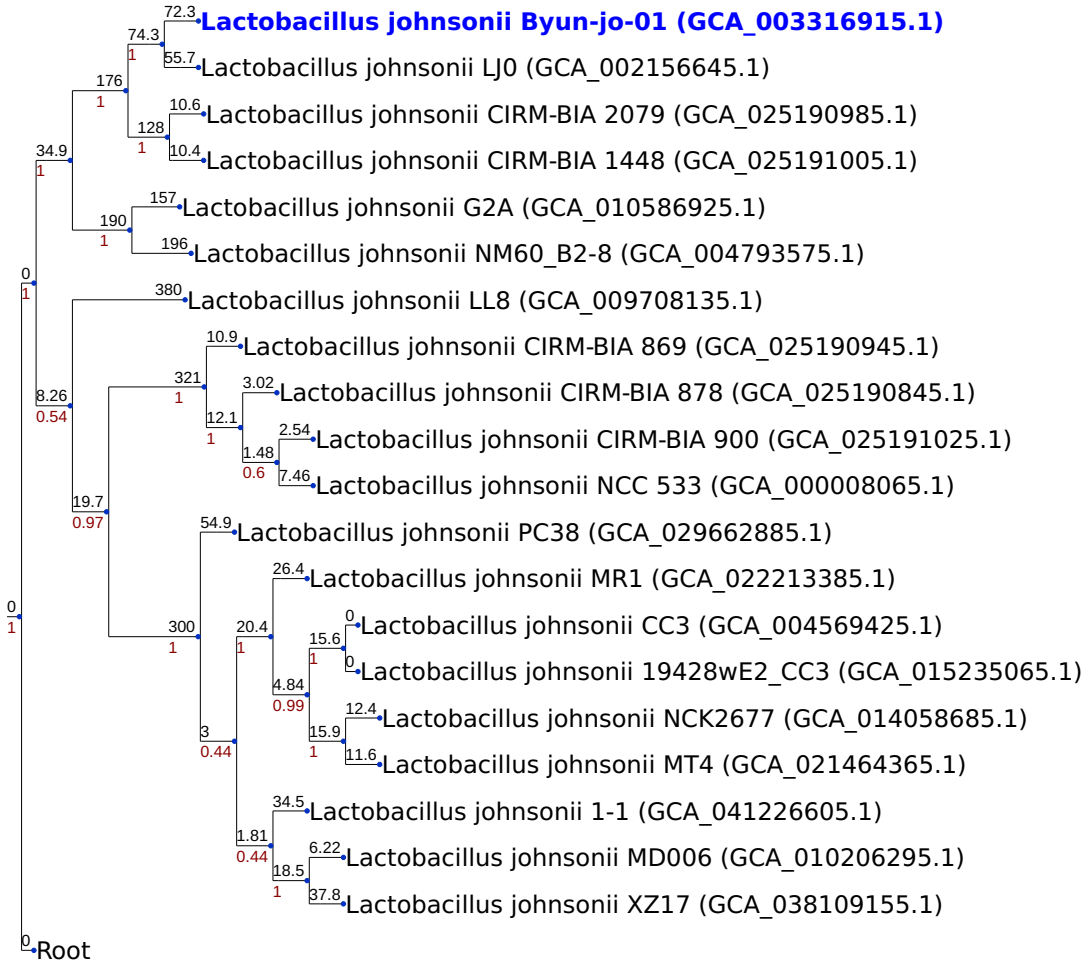 72.3
Lactobacillus johnsonii Byun-jo-01 (GCA_003316915.1)
74.3
1
55.7
Lactobacillus johnsonii LJ0 (GCA_002156645.1)
176
1
10.6
Lactobacillus johnsonii CIRM-BIA 2079 (GCA_025190985.1)
128
1
10.4
Lactobacillus johnsonii CIRM-BIA 1448 (GCA_025191005.1)
34.9
1
157
Lactobacillus johnsonii G2A (GCA_010586925.1)
190
1
196
Lactobacillus johnsonii NM60_B2-8 (GCA_004793575.1)
0
1
380
Lactobacillus johnsonii LL8 (GCA_009708135.1)
10.9
Lactobacillus johnsonii CIRM-BIA 869 (GCA_025190945.1)
321
1
3.02
Lactobacillus johnsonii CIRM-BIA 878 (GCA_025190845.1)
8.26
0.54
12.1
1
2.54
Lactobacillus johnsonii CIRM-BIA 900 (GCA_025191025.1)
1.48
0.6
7.46
Lactobacillus johnsonii NCC 533 (GCA_000008065.1)
19.7
0.97
54.9
Lactobacillus johnsonii PC38 (GCA_029662885.1)
26.4
Lactobacillus johnsonii MR1 (GCA_022213385.1)
0
1
300
1
20.4
1
0
Lactobacillus johnsonii CC3 (GCA_004569425.1)
15.6
1
0
Lactobacillus johnsonii 19428wE2_CC3 (GCA_015235065.1)
4.84
0.99
12.4
Lactobacillus johnsonii NCK2677 (GCA_014058685.1)
3
0.44
15.9
1
11.6
Lactobacillus johnsonii MT4 (GCA_021464365.1)
34.5
Lactobacillus johnsonii 1-1 (GCA_041226605.1)
1.81
0.44
6.22
Lactobacillus johnsonii MD006 (GCA_010206295.1)
18.5
1
37.8
Lactobacillus johnsonii XZ17 (GCA_038109155.1)
0
Root